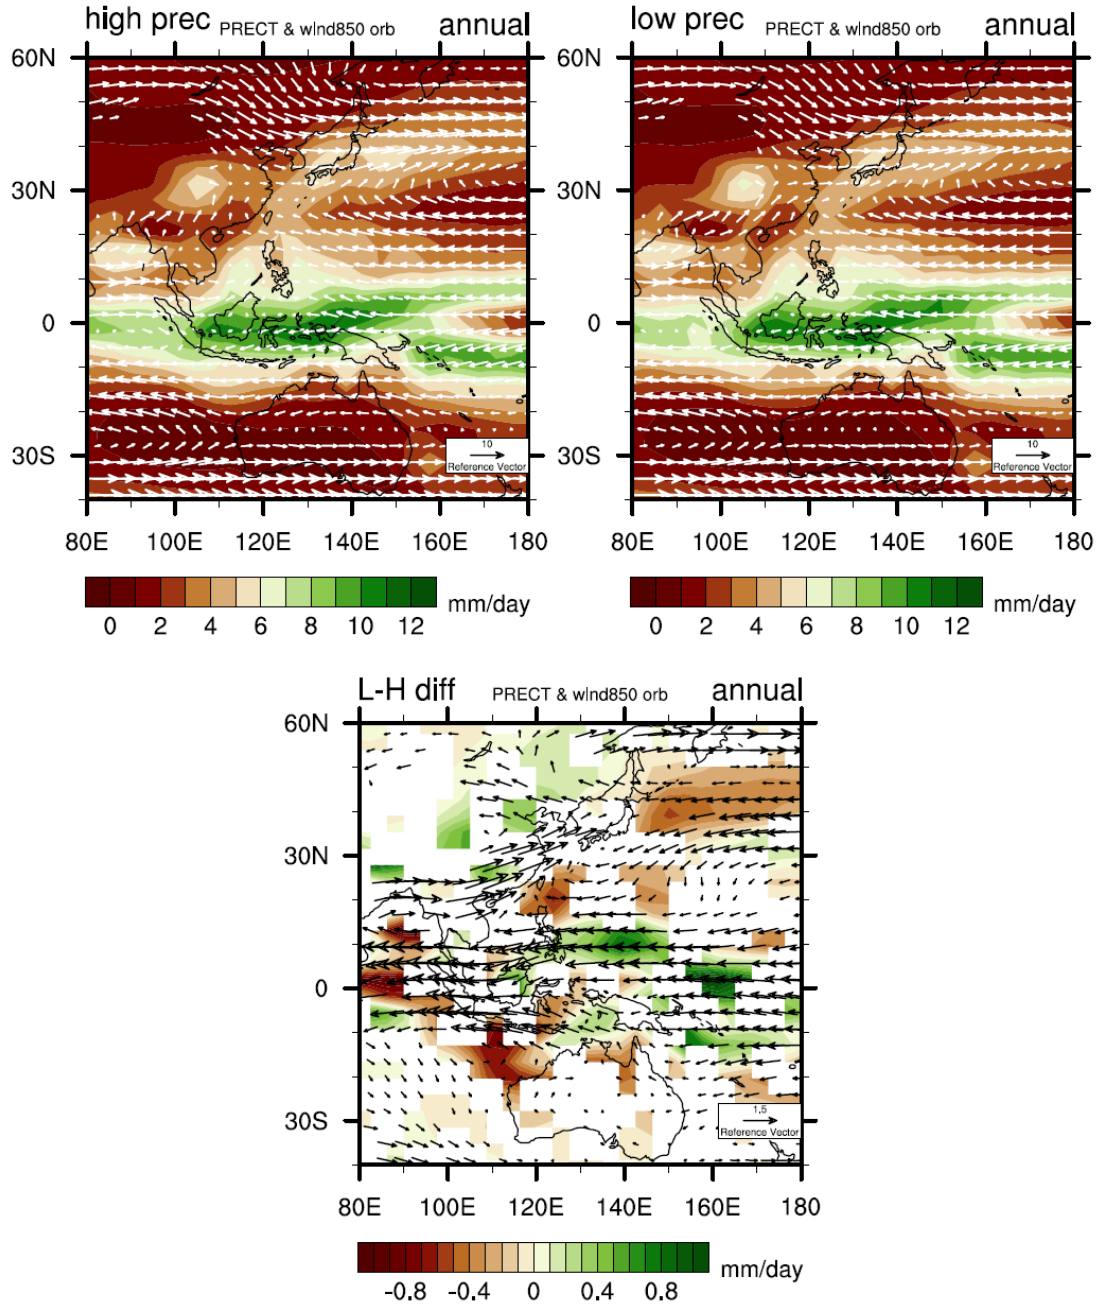 high prec PRECT & wInd850 orb annual
60N
30N
0
30S
10
Reference Vector
80E 100E 120E 140E 160E 180
0 2 4 6 8 10 12 mm/day
low prec PRECT & wInd850 orb annual
60N
30N
0
30S
10
Reference Vector
80E 100E 120E 140E 160E 180
0 2 4 6 8 10 12 mm/day
L-H diff PRECT & wInd850 orb annual
60N
30N
0
30S
1.5
Reference Vector
80E 100E 120E 140E 160E 180
-0.8 -0.4 0 0.4 0.8 mm/day